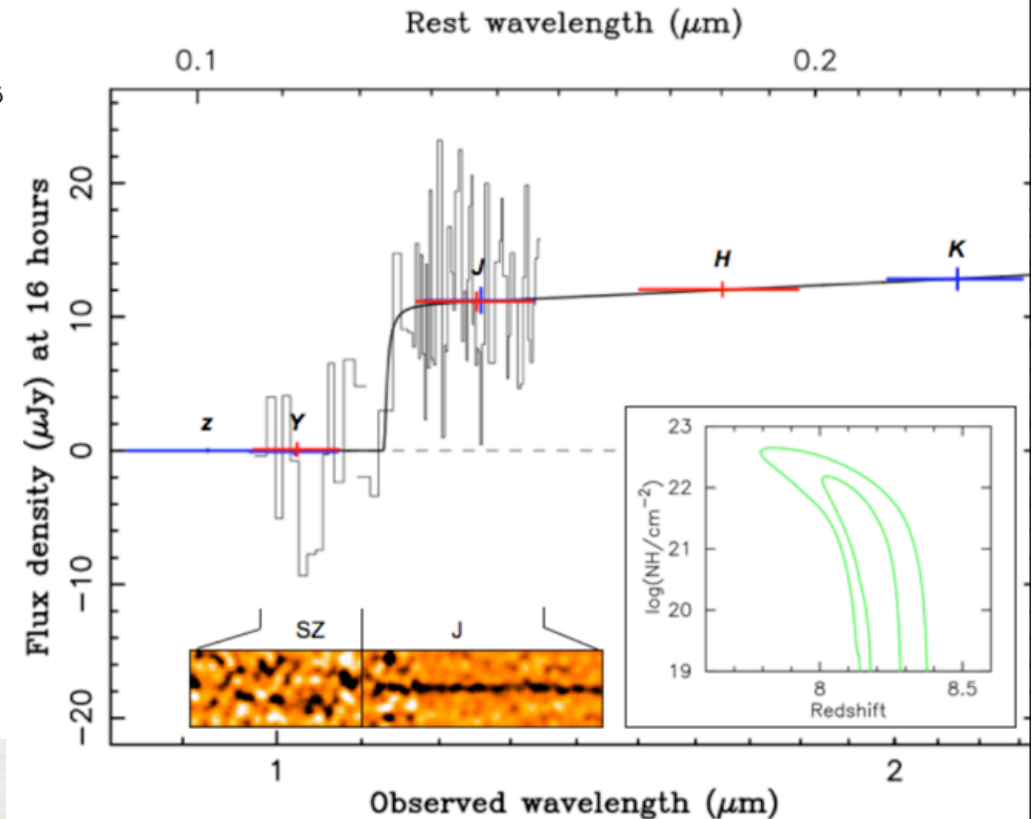 Rest wavelength (μm)
0.1 0.2
Flux density (μJy) at 16 hours
20
10
0
−10
−20
z Y J H K
SZ J
log(NH/cm⁻²)
23
22
21
20
19
8 8.5
Redshift
1 2
Observed wavelength (μm)